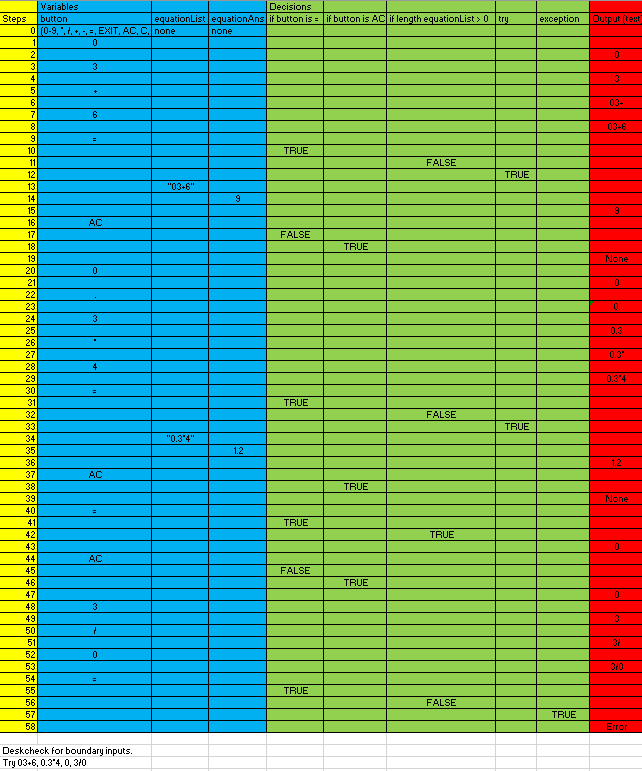 Variables Decisions
Steps button equationList equationAns if button is = if button is AC if length equationList > 0 try exception Output (text
0 (0-9, *, /, +, -, =, EXIT, AC, C, none none
1 0
2 0
3 3
4 3
5 +
6 03+
7 6
8 03+6
9 =
10 TRUE
11 FALSE
12 TRUE
13 "03+6"
14 9
15 9
16 AC
17 FALSE
18 TRUE
19 None
20 0
21 0
22 .
23 0.
24 3
25 0.3
26 *
27 0.3*
28 4
29 0.3*4
30 =
31 TRUE
32 FALSE
33 TRUE
34 "0.3*4"
35 1.2
36 1.2
37 AC
38 TRUE
39 None
40 =
41 TRUE
42 TRUE
43 0
44 AC
45 FALSE
46 TRUE
47 0
48 3
49 3
50 /
51 3/
52 0
53 3/0
54 =
55 TRUE
56 FALSE
57 TRUE
58 Error
Deskcheck for boundary inputs.
Try 03+6, 0.3*4, 0, 3/0